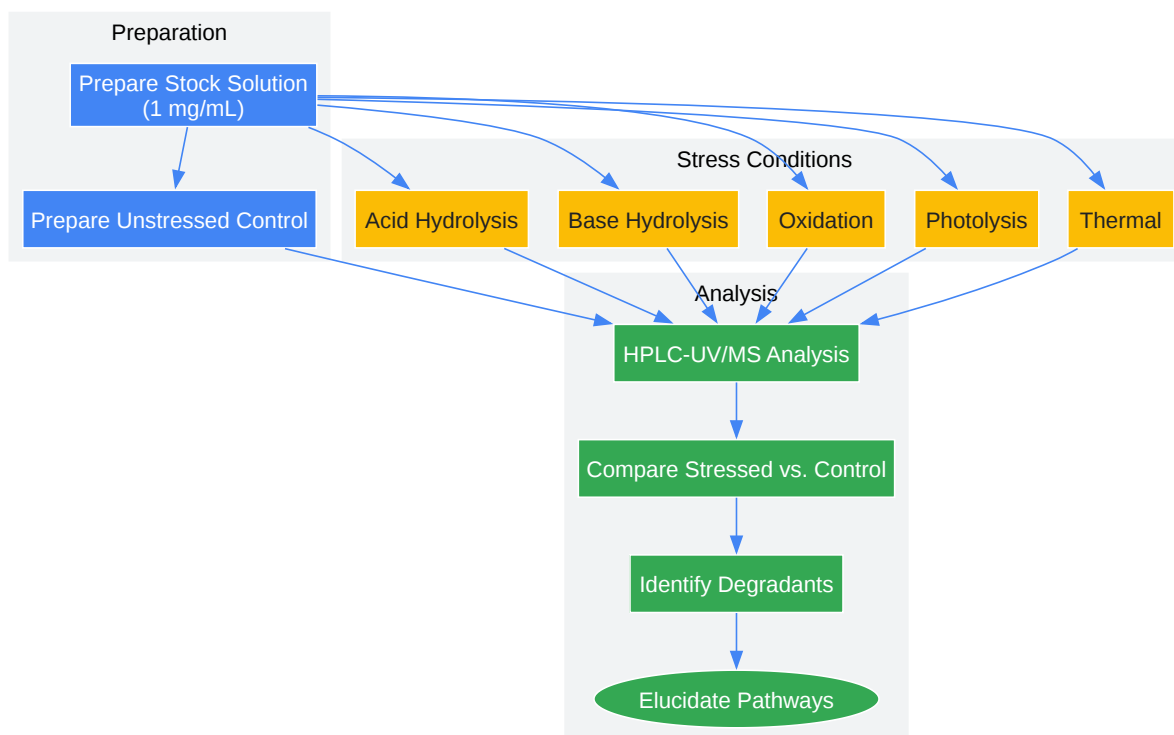 Preparation
Prepare Stock Solution
(1 mg/mL)
Stress Conditions
Prepare Unstressed Control
Acid Hydrolysis
Base Hydrolysis
Oxidation
Photolysis
Thermal
Analysis
HPLC-UV/MS Analysis
Compare Stressed vs. Control
Identify Degradants
Elucidate Pathways